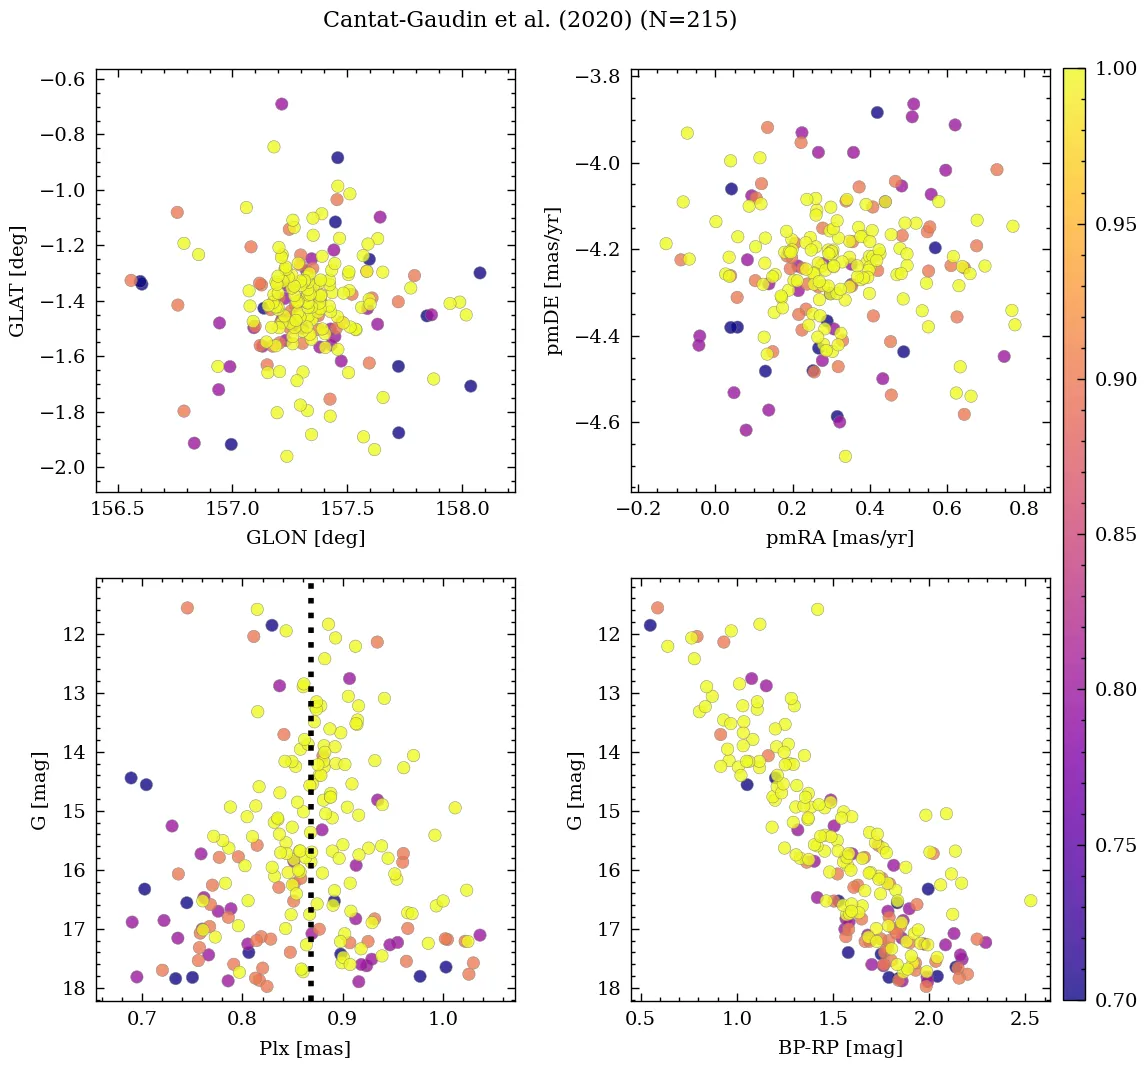 Cantat-Gaudin et al. (2020) (N=215)
−0.6
−0.8
−1.0
−1.2
−1.4
−1.6
−1.8
−2.0
GLAT [deg]
156.5 157.0 157.5 158.0
GLON [deg]
−3.8
−4.0
−4.2
−4.4
−4.6
pmDE [mas/yr]
−0.2 0.0 0.2 0.4 0.6 0.8
pmRA [mas/yr]
12
13
14
15
16
17
18
G [mag]
0.7 0.8 0.9 1.0
Plx [mas]
12
13
14
15
16
17
18
G [mag]
0.5 1.0 1.5 2.0 2.5
BP-RP [mag]
1.00
0.95
0.90
0.85
0.80
0.75
0.70